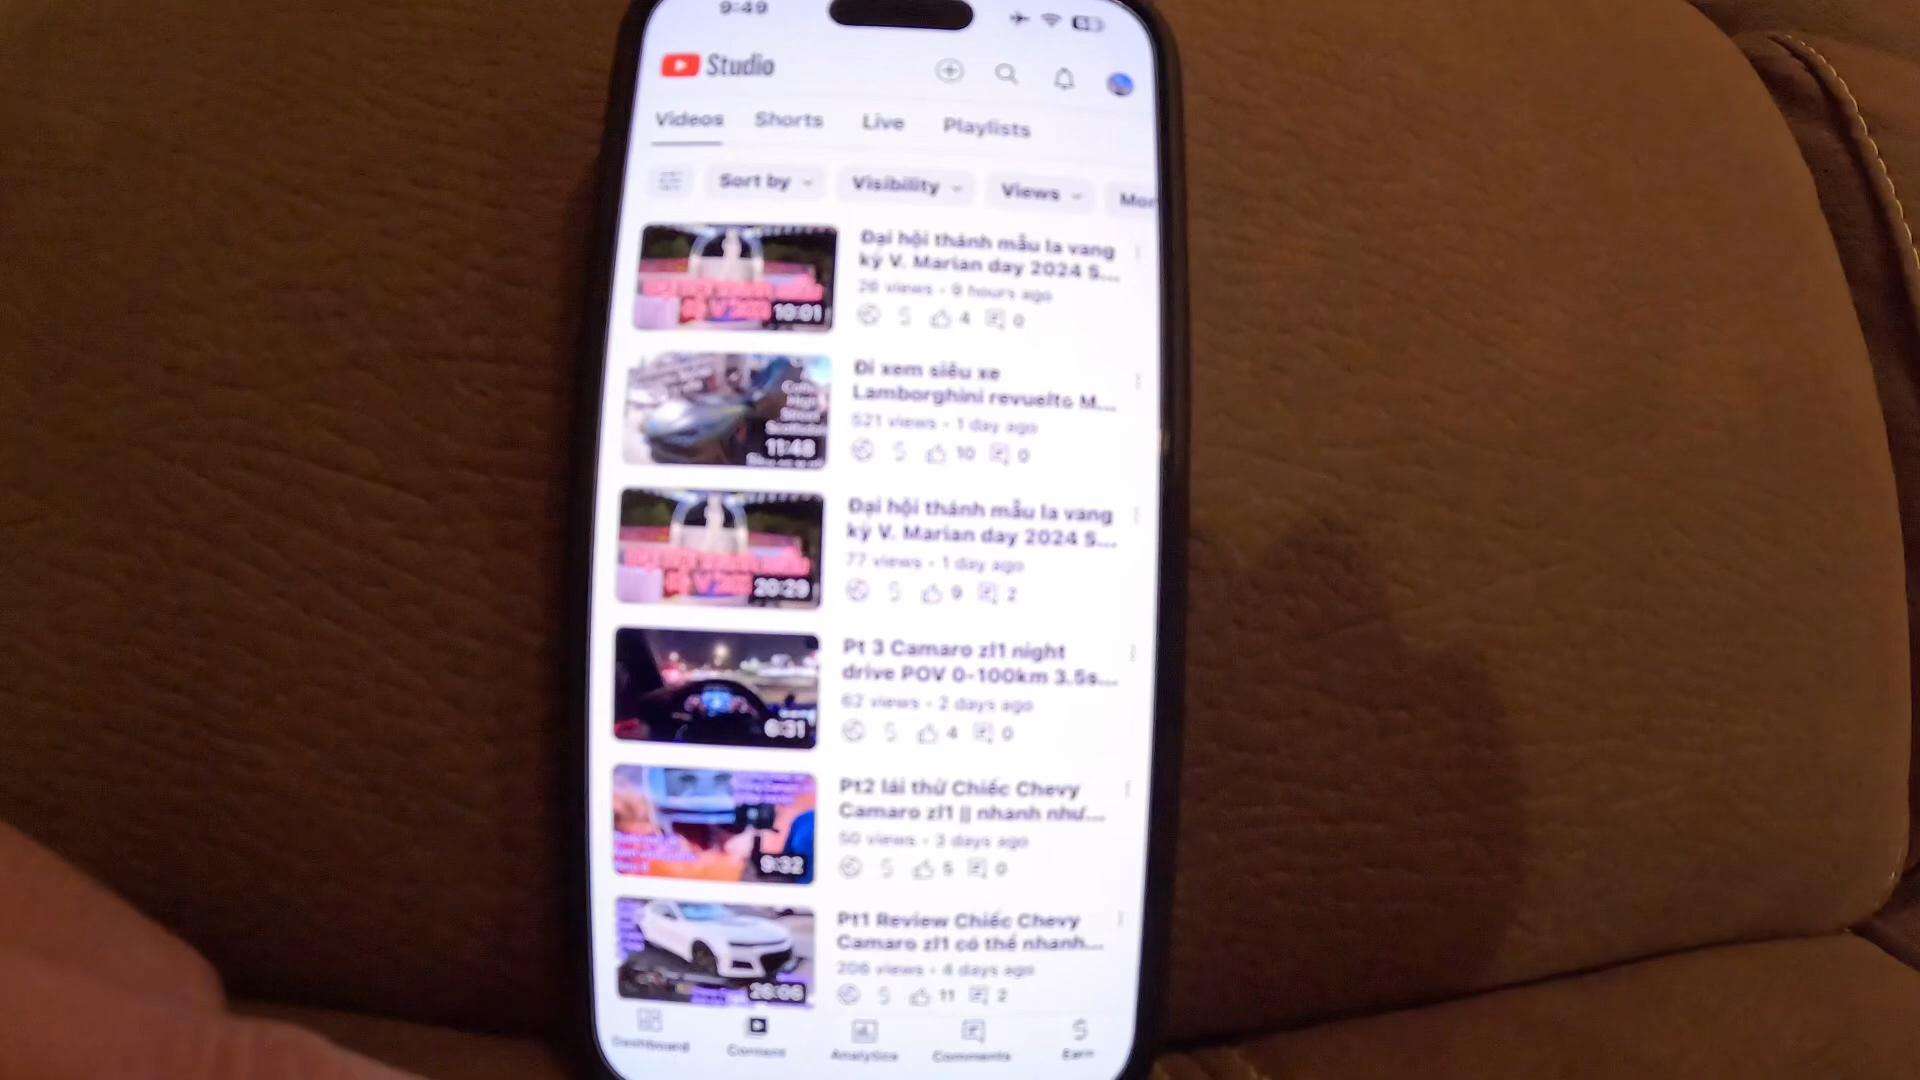 9:49
Studio
Videos Shorts Live Playlists
Sort by Visibility Views Mor
Đại hội thánh mẫu la vang
kỳ V. Marian day 2024 S...
26 views • 9 hours ago
4 0
10:01
Đi xem siêu xe
Lamborghini revuelto M...
521 views • 1 day ago
10 0
11:48
Đại hội thánh mẫu la vang
kỳ V. Marian day 2024 S...
77 views • 1 day ago
9 2
20:29
Pt 3 Camaro zl1 night
drive POV 0-100km 3.5s...
62 views • 2 days ago
4 0
6:31
Pt2 lái thử Chiếc Chevy
Camaro zl1 || nhanh như...
50 views • 3 days ago
5 0
9:32
Pt1 Review Chiếc Chevy
Camaro zl1 có thể nhanh...
206 views • 4 days ago
11 2
Dashboard Content Analytics Comments Earn